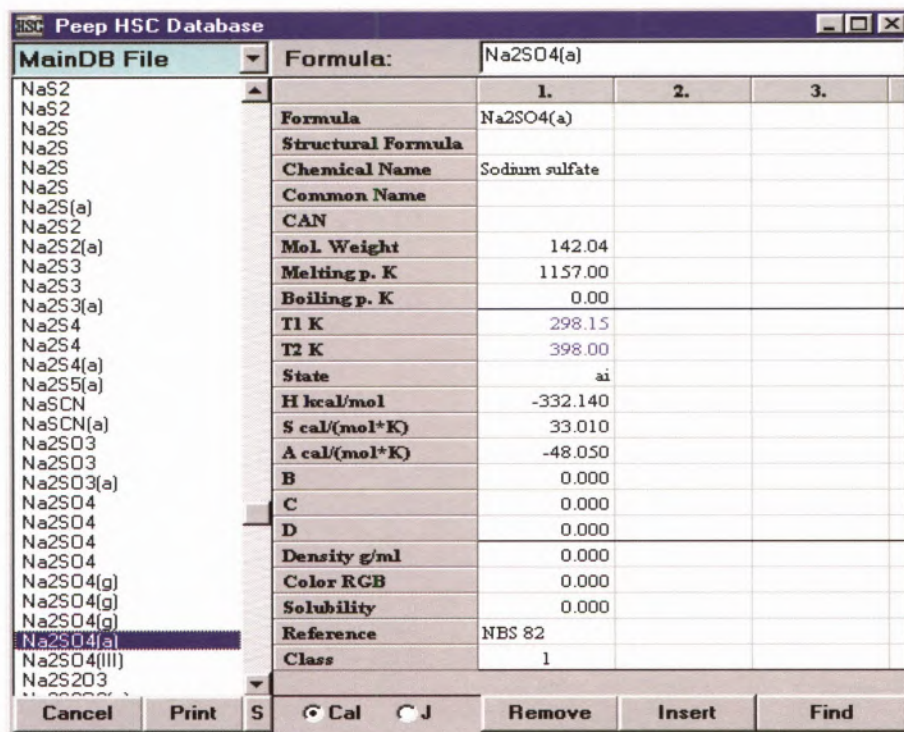 HSC Peep HSC Database
MainDB File
Formula: Na2SO4(a)
NaS2
NaS2
Na2S
Na2S
Na2S
Na2S
Na2S(a)
Na2S2
Na2S2(a)
Na2S3
Na2S3
Na2S3(a)
Na2S4
Na2S4
Na2S4(a)
Na2S5(a)
NaSCN
NaSCN(a)
Na2SO3
Na2SO3
Na2SO3(a)
Na2SO4
Na2SO4
Na2SO4
Na2SO4
Na2SO4(g)
Na2SO4(g)
Na2SO4(g)
Na2SO4(a)
Na2SO4(III)
Na2S2O3
1. 2. 3.
Formula Na2SO4(a)
Structural Formula
Chemical Name Sodium sulfate
Common Name
CAN
Mol. Weight 142.04
Melting p. K 1157.00
Boiling p. K 0.00
T1 K 298.15
T2 K 398.00
State ai
H kcal/mol -332.140
S cal/(mol*K) 33.010
A cal/(mol*K) -48.050
B 0.000
C 0.000
D 0.000
Density g/ml 0.000
Color RGB 0.000
Solubility 0.000
Reference NBS 82
Class 1
Cancel Print S Cal J Remove Insert Find